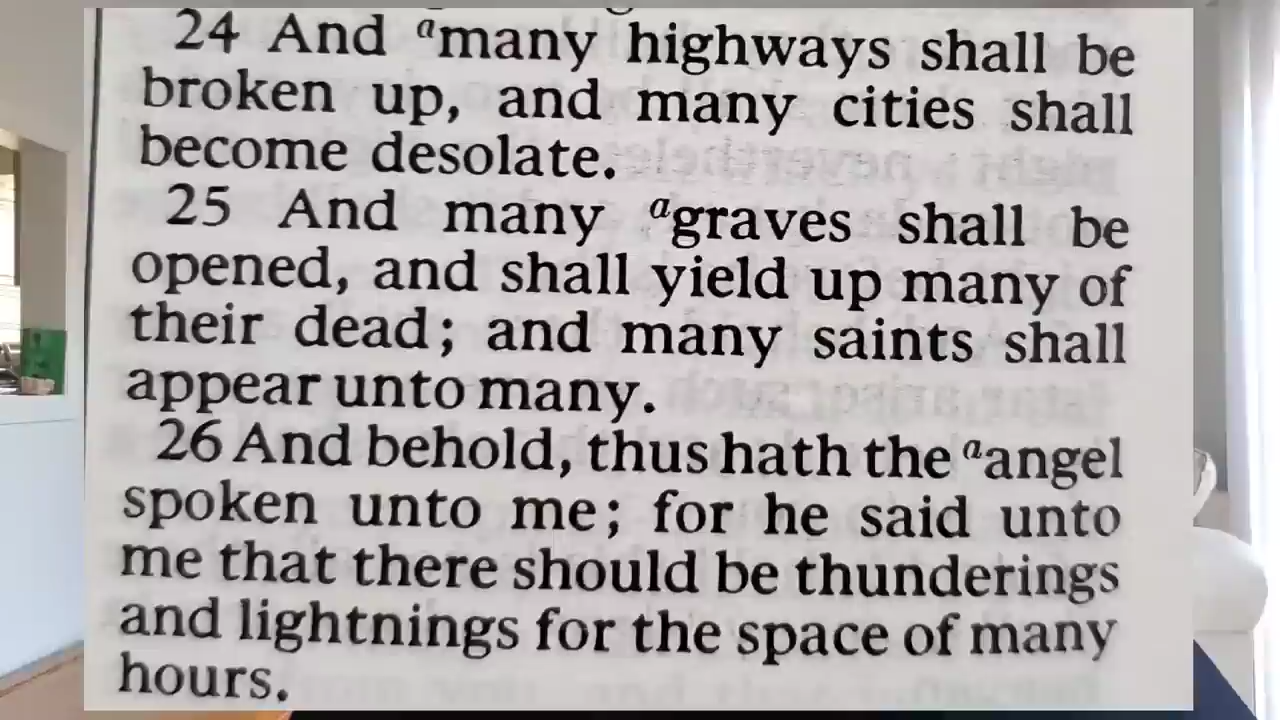 24 And ᵃmany highways shall be
broken up, and many cities shall
become desolate.
25 And many ᵃgraves shall be
opened, and shall yield up many of
their dead; and many saints shall
appear unto many.
26 And behold, thus hath the ᵃangel
spoken unto me; for he said unto
me that there should be thunderings
and lightnings for the space of many
hours.